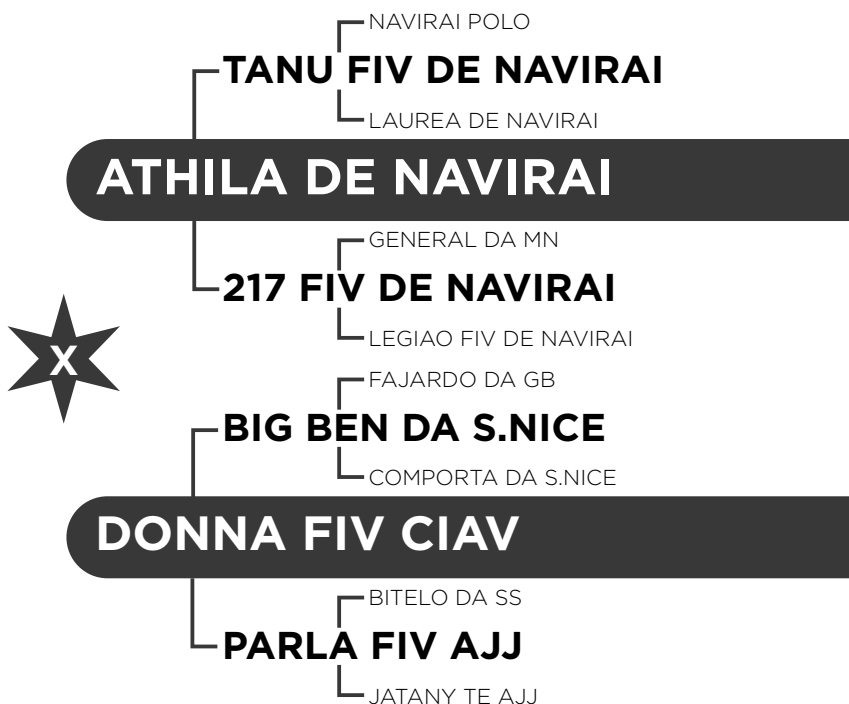 NAVIRAI POLO
TANU FIV DE NAVIRAI
LAUREA DE NAVIRAI
ATHILA DE NAVIRAI
GENERAL DA MN
217 FIV DE NAVIRAI
LEGIAO FIV DE NAVIRAI
X
FAJARDO DA GB
BIG BEN DA S.NICE
COMPORTA DA S.NICE
DONNA FIV CIAV
BITELO DA SS
PARLA FIV AJJ
JATANY TE AJJ